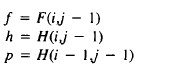 f = F(i,j − 1)
h = H(i,j − 1)
p = H(i − 1,j − 1)